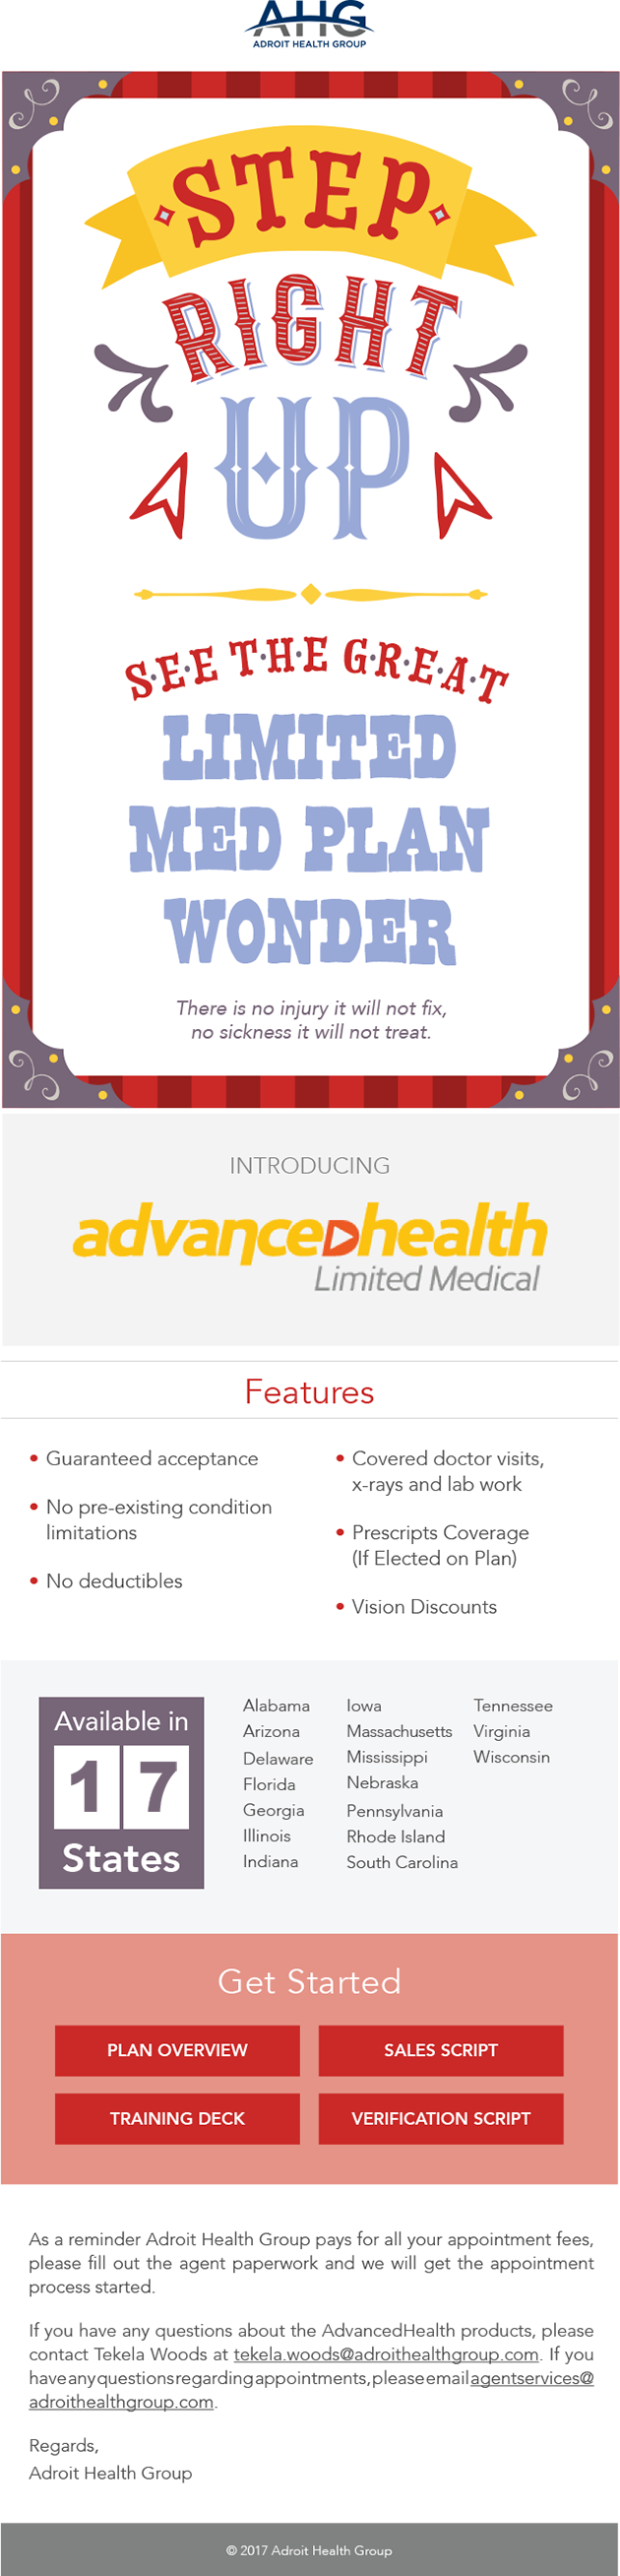 AHG
ADROIT HEALTH GROUP
STEP
RIGHT
UP
S·E·E T·H·E G·R·E·A·T
LIMITED
MED PLAN
WONDER
There is no injury it will not fix,
no sickness it will not treat.
INTRODUCING
advancedhealth
Limited Medical
Features
• Guaranteed acceptance
• No pre-existing condition
limitations
• No deductibles
• Covered doctor visits,
x-rays and lab work
• Prescripts Coverage
(If Elected on Plan)
• Vision Discounts
Available in
17
States
Alabama
Arizona
Delaware
Florida
Georgia
Illinois
Indiana
Iowa
Massachusetts
Mississippi
Nebraska
Pennsylvania
Rhode Island
South Carolina
Tennessee
Virginia
Wisconsin
Get Started
PLAN OVERVIEW
SALES SCRIPT
TRAINING DECK
VERIFICATION SCRIPT
As a reminder Adroit Health Group pays for all your appointment fees,
please fill out the agent paperwork and we will get the appointment
process started.
If you have any questions about the AdvancedHealth products, please
contact Tekela Woods at tekela.woods@adroithealthgroup.com. If you
have any questions regarding appointments, please email agentservices@
adroithealthgroup.com.
Regards,
Adroit Health Group
© 2017 Adroit Health Group